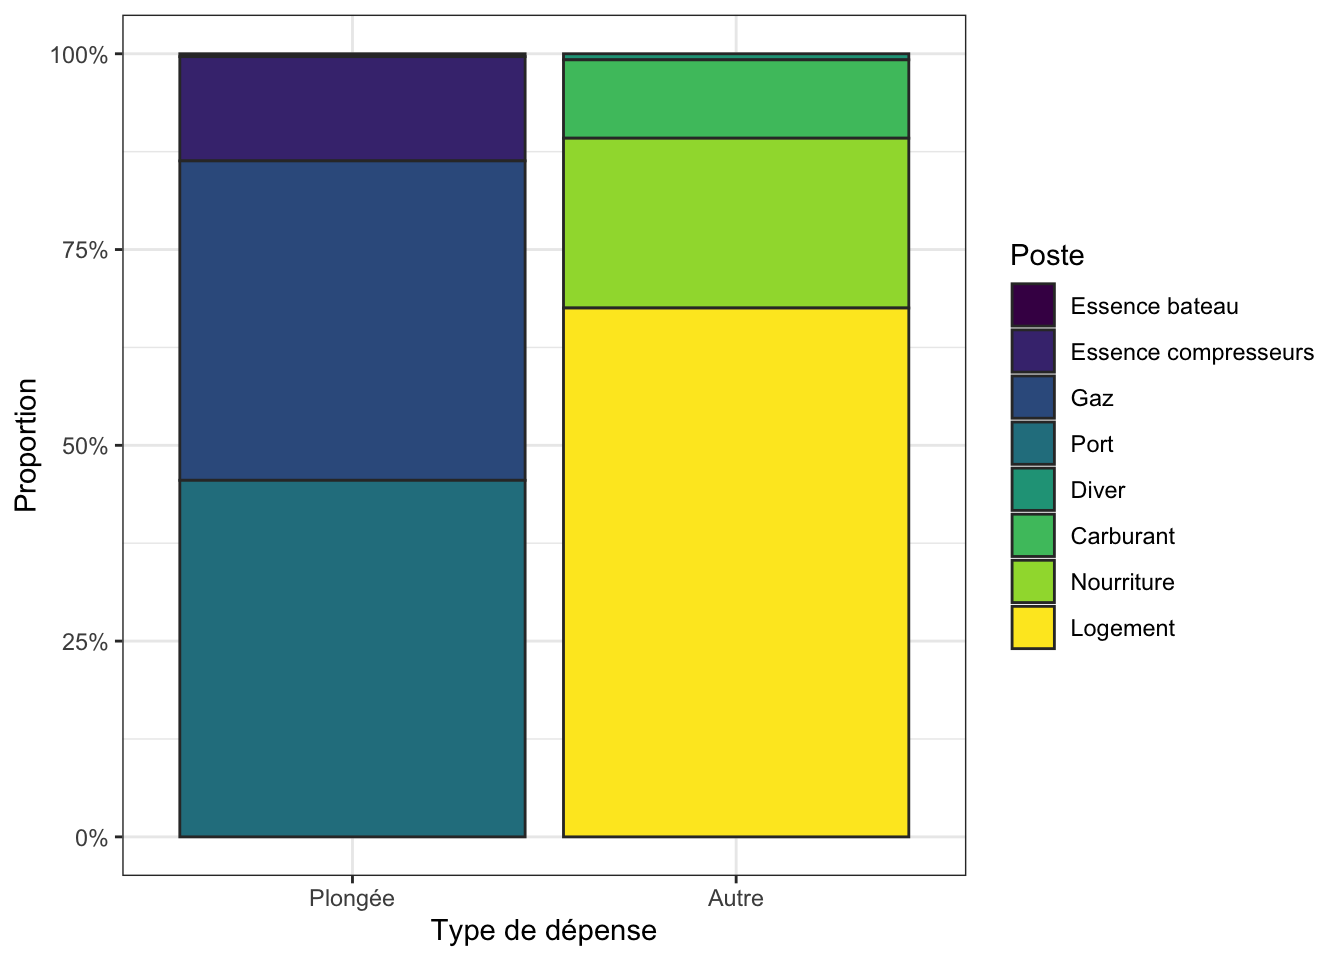 100%
75%
50%
25%
0%
Proportion
Plongée
Autre
Type de dépense
Poste
Essence bateau
Essence compresseurs
Gaz
Port
Diver
Carburant
Nourriture
Logement